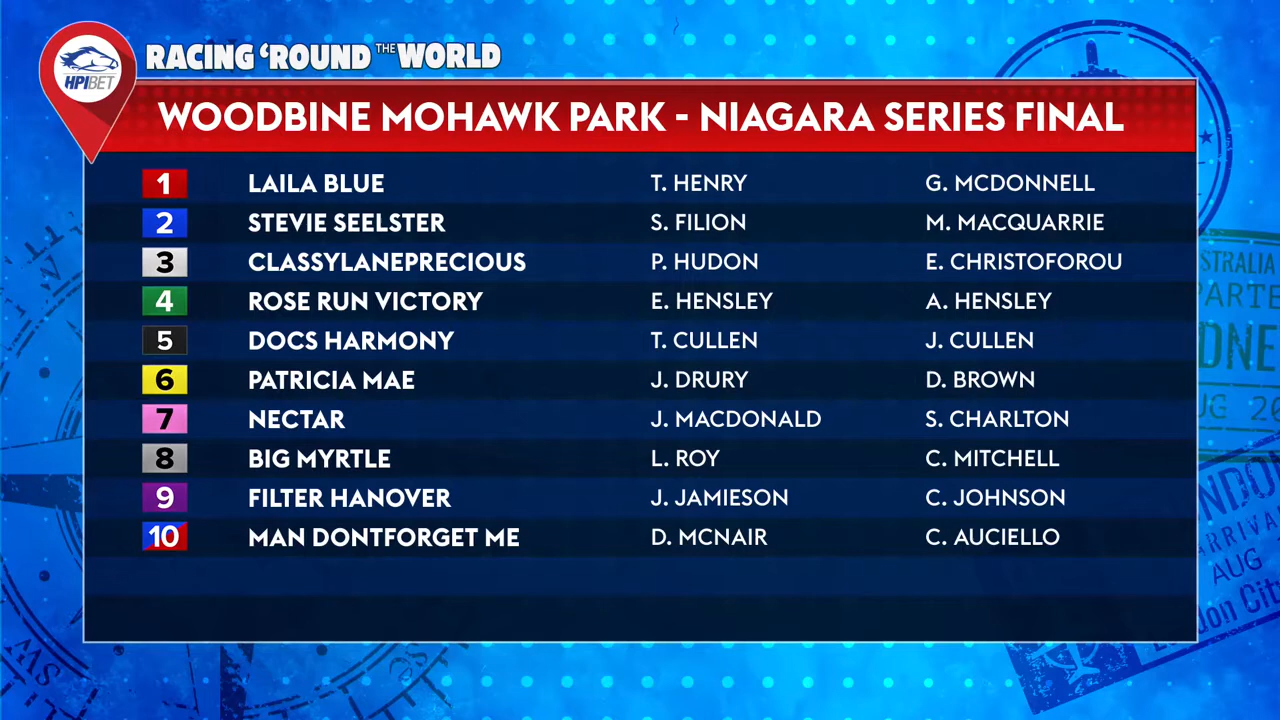 HPIBET
RACING 'ROUND THE WORLD
WOODBINE MOHAWK PARK - NIAGARA SERIES FINAL
1 LAILA BLUE T. HENRY G. MCDONNELL
2 STEVIE SEELSTER S. FILION M. MACQUARRIE
3 CLASSYLANEPRECIOUS P. HUDON E. CHRISTOFOROU
4 ROSE RUN VICTORY E. HENSLEY A. HENSLEY
5 DOCS HARMONY T. CULLEN J. CULLEN
6 PATRICIA MAE J. DRURY D. BROWN
7 NECTAR J. MACDONALD S. CHARLTON
8 BIG MYRTLE L. ROY C. MITCHELL
9 FILTER HANOVER J. JAMIESON C. JOHNSON
10 MAN DONTFORGET ME D. MCNAIR C. AUCIELLO
AUG